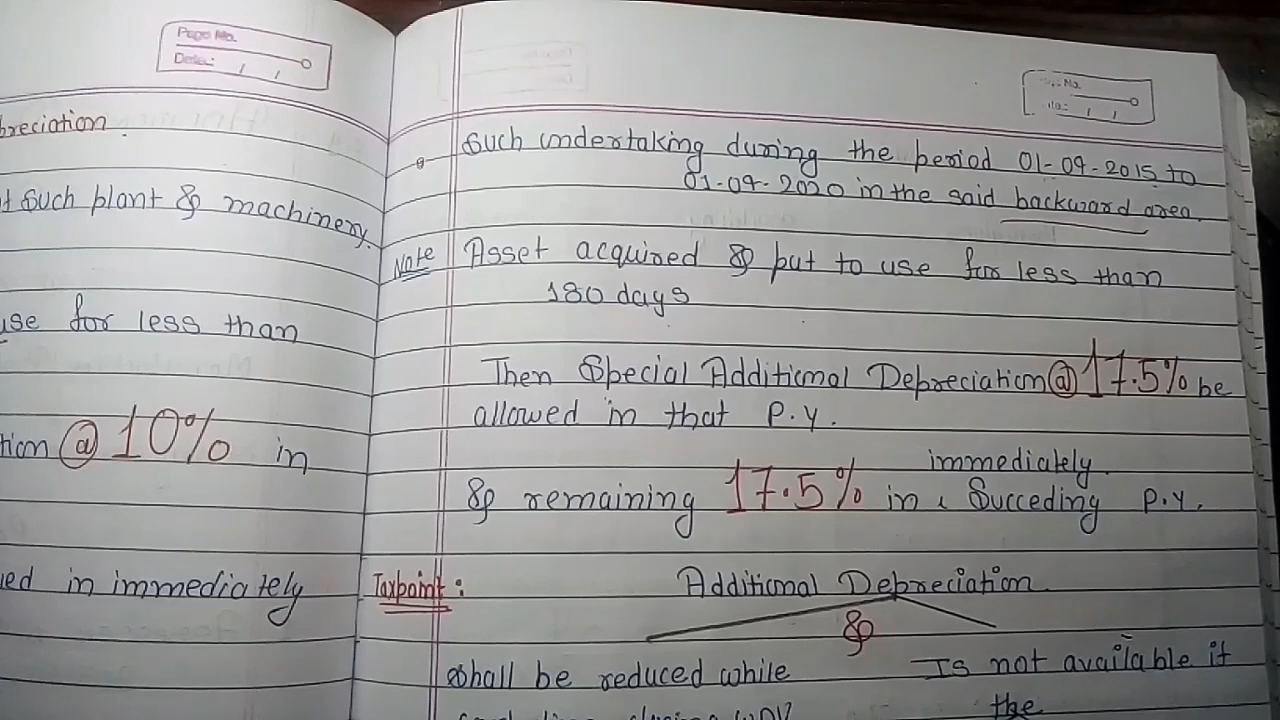 Page No.
Date: / /
preciation.
such plant & machinery.
use for less than
tion @ 10% in
ed in immediately
Such undertaking during the period 01-04-2015 to
01-04-2020 in the said backward area.
Note Asset acquired & put to use for less than
180 days
Then Special Additional Depreciation @ 17.5% be
allowed in that P.Y.
immediately.
& remaining 17.5% in Succeding P.Y.
Taxpoint: Additional Depreciation
&
Shall be reduced while Is not available if
the